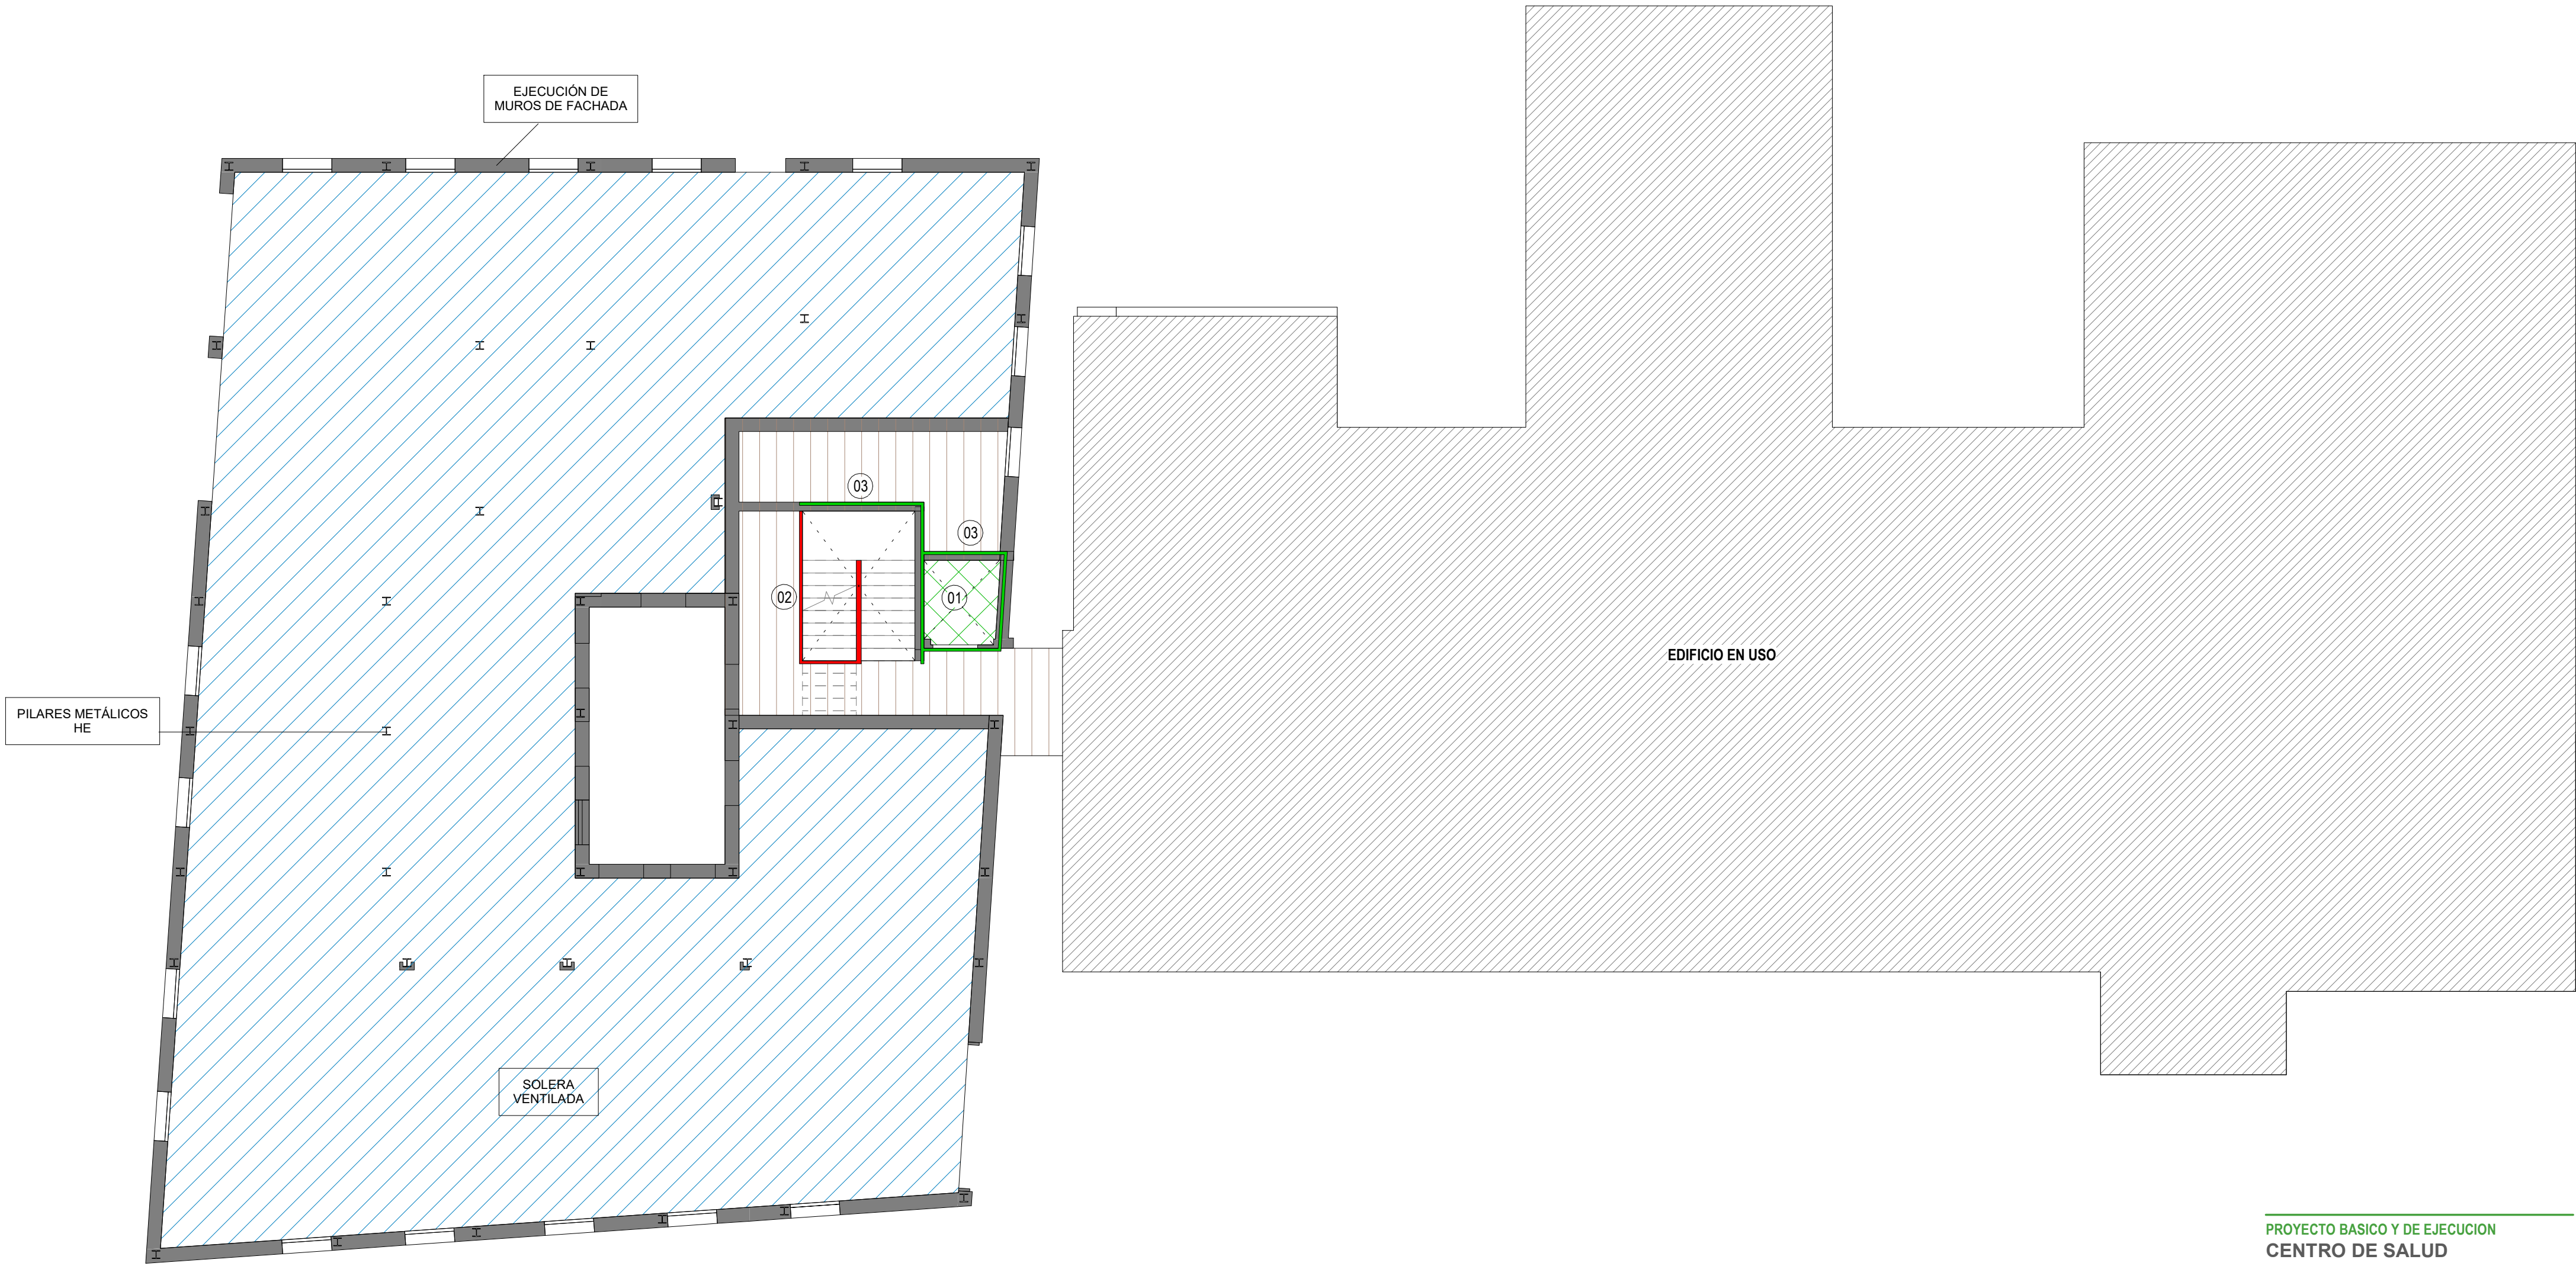 EJECUCIÓN DE
MUROS DE FACHADA
03
03
02
01
EDIFICIO EN USO
PILARES METÁLICOS
HE
SOLERA
VENTILADA
PROYECTO BASICO Y DE EJECUCION
CENTRO DE SALUD